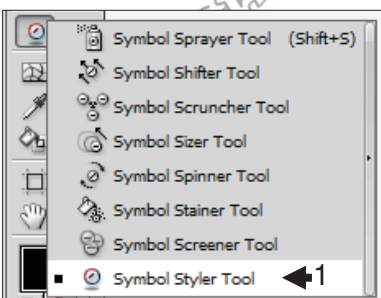 Symbol Sprayer Tool (Shift+S)
Symbol Shifter Tool
Symbol Scruncher Tool
Symbol Sizer Tool
Symbol Spinner Tool
Symbol Stainer Tool
Symbol Screener Tool
Symbol Styler Tool 1